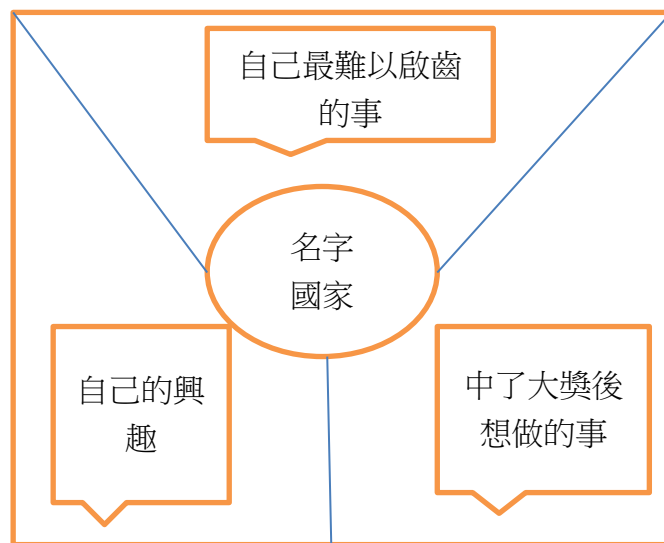 自己最難以啟齒
的事
名字
國家
自己的興
趣
中了大獎後
想做的事